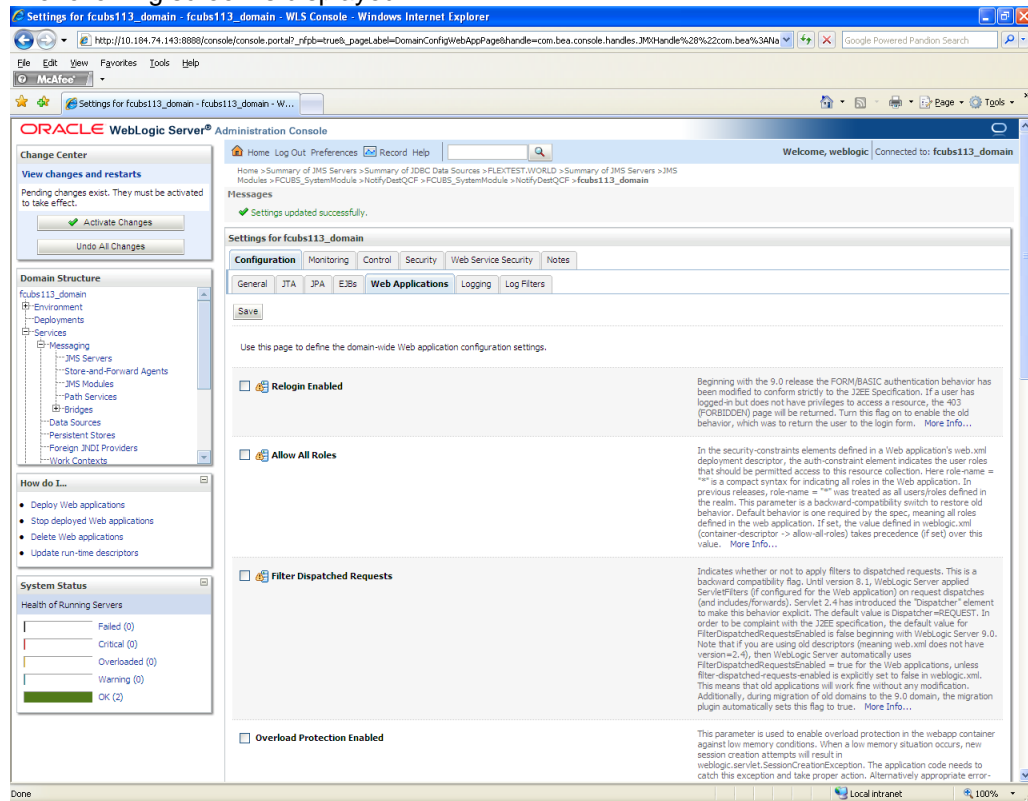 Settings for fcubs113_domain - fcubs113_domain - WLS Console - Windows Internet Explorer
http://10.184.74.143:8888/console/console.portal?_nfpb=true&_pageLabel=DomainConfigWebAppPage&handle=com.bea.console.handles.JMXHandle%28%22com.bea%3ANa
Google Powered Pandion Search
File Edit View Favorites Tools Help
McAfee
Settings for fcubs113_domain - fcubs113_domain - W...
Page Tools
ORACLE WebLogic Server® Administration Console
Change Center
View changes and restarts
Pending changes exist. They must be activated
to take effect.
Activate Changes
Undo All Changes
Domain Structure
fcubs113_domain
Environment
Deployments
Services
Messaging
JMS Servers
Store-and-Forward Agents
JMS Modules
Path Services
Bridges
Data Sources
Persistent Stores
Foreign JNDI Providers
Work Contexts
How do I...
Deploy Web applications
Stop deployed Web applications
Delete Web applications
Update run-time descriptors
System Status
Health of Running Servers
Failed (0)
Critical (0)
Overloaded (0)
Warning (0)
OK (2)
Home Log Out Preferences Record Help
Welcome, weblogic Connected to: fcubs113_domain
Home >Summary of JMS Servers >Summary of JDBC Data Sources >FLEXTEST.WORLD >Summary of JMS Servers >JMS
Modules >FCUBS_SystemModule >NotifyDestQCF >FCUBS_SystemModule >NotifyDestQCF >fcubs113_domain
Messages
Settings updated successfully.
Settings for fcubs113_domain
Configuration Monitoring Control Security Web Service Security Notes
General JTA JPA EJBs Web Applications Logging Log Filters
Save
Use this page to define the domain-wide Web application configuration settings.
Relogin Enabled
Beginning with the 9.0 release the FORM/BASIC authentication behavior has
been modified to conform strictly to the J2EE Specification. If a user has
logged-in but does not have privileges to access a resource, the 403
(FORBIDDEN) page will be returned. Turn this flag on to enable the old
behavior, which was to return the user to the login form. More Info...
Allow All Roles
In the security-constraints elements defined in a Web application's web.xml
deployment descriptor, the auth-constraint element indicates the user roles
that should be permitted access to this resource collection. Here role-name =
"*" is a compact syntax for indicating all roles in the Web application. In
previous releases, role-name = "*" was treated as all users/roles defined in
the realm. This parameter is a backward-compatibility switch to restore old
behavior. Default behavior is one required by the spec, meaning all roles
defined in the web application. If set, the value defined in weblogic.xml
(container-descriptor -> allow-all-roles) takes precedence (if set) over this
value. More Info...
Filter Dispatched Requests
Indicates whether or not to apply filters to dispatched requests. This is a
backward compatibility flag. Until version 8.1, WebLogic Server applied
ServletFilters (if configured for the Web application) on request dispatches
(and includes/forwards). Servlet 2.4 has introduced the "Dispatcher" element
to make this behavior explicit. The default value is Dispatcher=REQUEST. In
order to be complaint with the J2EE specification, the default value for
FilterDispatchedRequestsEnabled is false beginning with WebLogic Server 9.0.
Note that if you are using old descriptors (meaning web.xml does not have
version=2.4), then WebLogic Server automatically uses
FilterDispatchedRequestsEnabled = true for the Web applications, unless
filter-dispatched-requests-enabled is explicitly set to false in weblogic.xml.
This means that old applications will work fine without any modification.
Additionally, during migration of old domains to the 9.0 domain, the migration
plugin automatically sets this flag to true. More Info...
Overload Protection Enabled
This parameter is used to enable overload protection in the webapp container
against low memory conditions. When a low memory situation occurs, new
session creation attempts will result in
weblogic.servlet.SessionCreationException. The application code needs to
catch this exception and take proper action. Alternatively appropriate error-
Done
Local intranet
100%